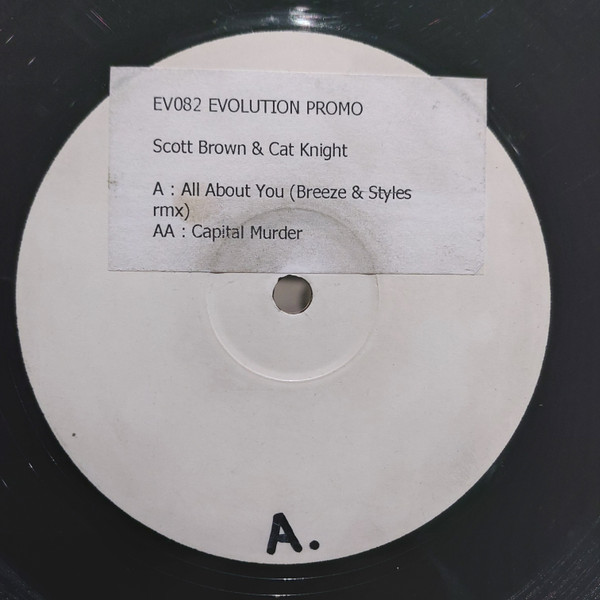 EV082 EVOLUTION PROMO
Scott Brown & Cat Knight
A : All About You (Breeze & Styles
rmx)
AA : Capital Murder
A.